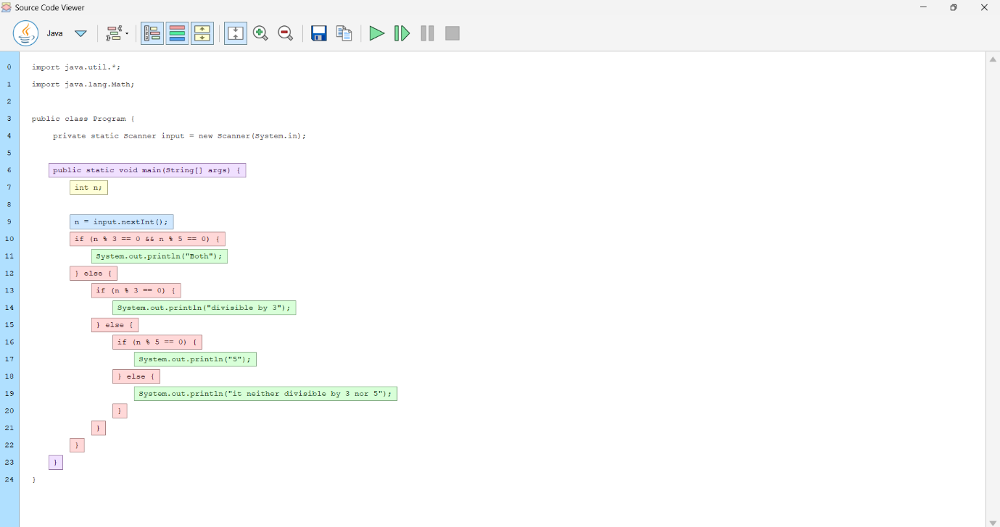 Source Code Viewer
Java
0 import java.util.*;
1 import java.lang.Math;
2
3 public class Program {
4 private static Scanner input = new Scanner(System.in);
5
6 public static void main(String[] args) {
7 int n;
8
9 n = input.nextInt();
10 if (n % 3 == 0 && n % 5 == 0) {
11 System.out.println("Both");
12 } else {
13 if (n % 3 == 0) {
14 System.out.println("divisible by 3");
15 } else {
16 if (n % 5 == 0) {
17 System.out.println("5");
18 } else {
19 System.out.println("it neither divisible by 3 nor 5");
20 }
21 }
22 }
23 }
24 }